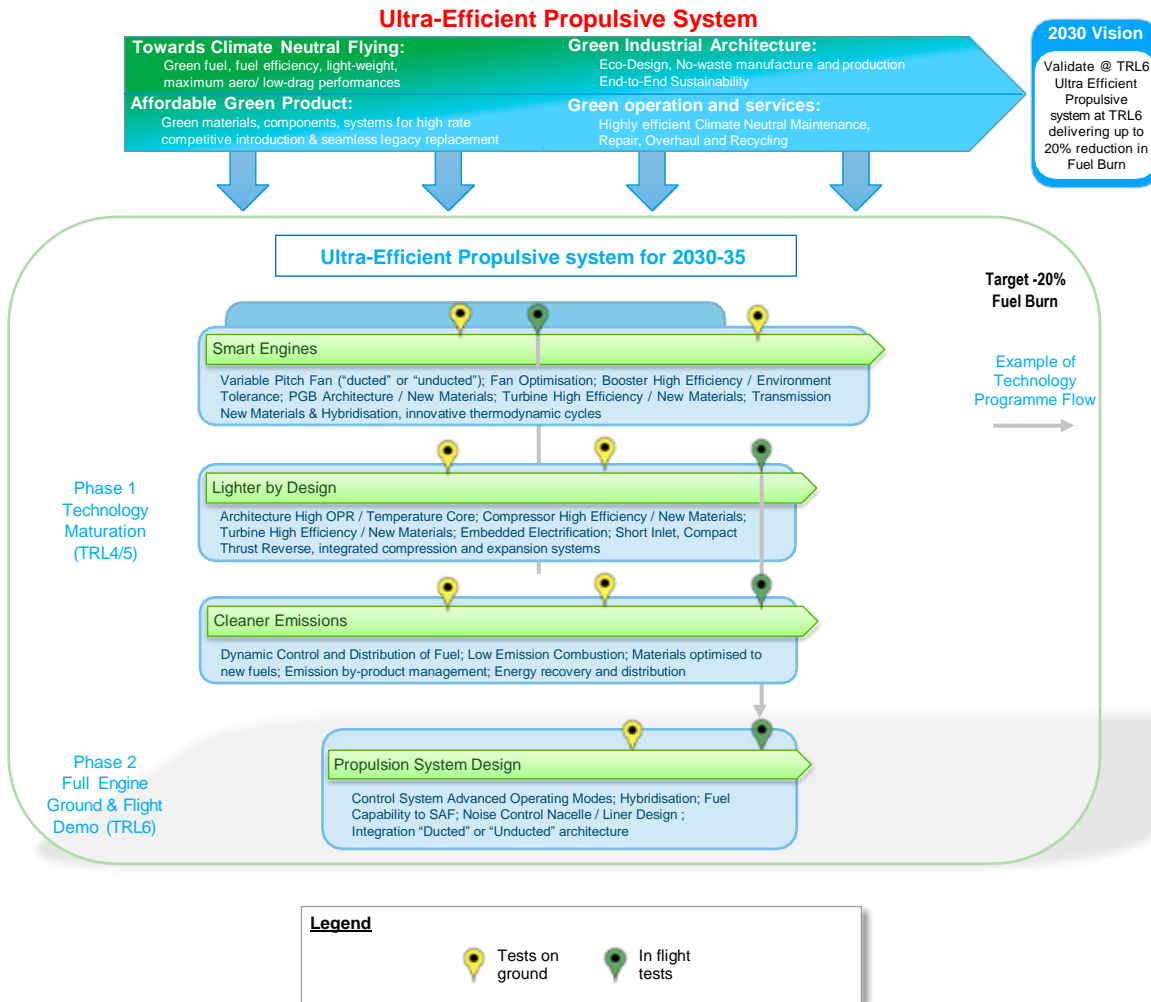 Ultra-Efficient Propulsive System
Towards Climate Neutral Flying:
Green fuel, fuel efficiency, light-weight,
maximum aero/ low-drag performances
Green Industrial Architecture:
Eco-Design, No-waste manufacture and production
End-to-End Sustainability
Affordable Green Product:
Green materials, components, systems for high rate
competitive introduction & seamless legacy replacement
Green operation and services:
Highly efficient Climate Neutral Maintenance,
Repair, Overhaul and Recycling
2030 Vision
Validate @ TRL6
Ultra Efficient
Propulsive
system at TRL6
delivering up to
20% reduction in
Fuel Burn
Ultra-Efficient Propulsive system for 2030-35
Target -20%
Fuel Burn
Example of
Technology
Programme Flow
Smart Engines
Variable Pitch Fan (“ducted” or “unducted”); Fan Optimisation; Booster High Efficiency / Environment
Tolerance; PGB Architecture / New Materials; Turbine High Efficiency / New Materials; Transmission
New Materials & Hybridisation, innovative thermodynamic cycles
Phase 1
Technology
Maturation
(TRL4/5)
Lighter by Design
Architecture High OPR / Temperature Core; Compressor High Efficiency / New Materials;
Turbine High Efficiency / New Materials; Embedded Electrification; Short Inlet, Compact
Thrust Reverse, integrated compression and expansion systems
Cleaner Emissions
Dynamic Control and Distribution of Fuel; Low Emission Combustion; Materials optimised to
new fuels; Emission by-product management; Energy recovery and distribution
Phase 2
Full Engine
Ground & Flight
Demo (TRL6)
Propulsion System Design
Control System Advanced Operating Modes; Hybridisation; Fuel
Capability to SAF; Noise Control Nacelle / Liner Design ;
Integration “Ducted” or “Unducted” architecture
Legend
Tests on
ground
In flight
tests